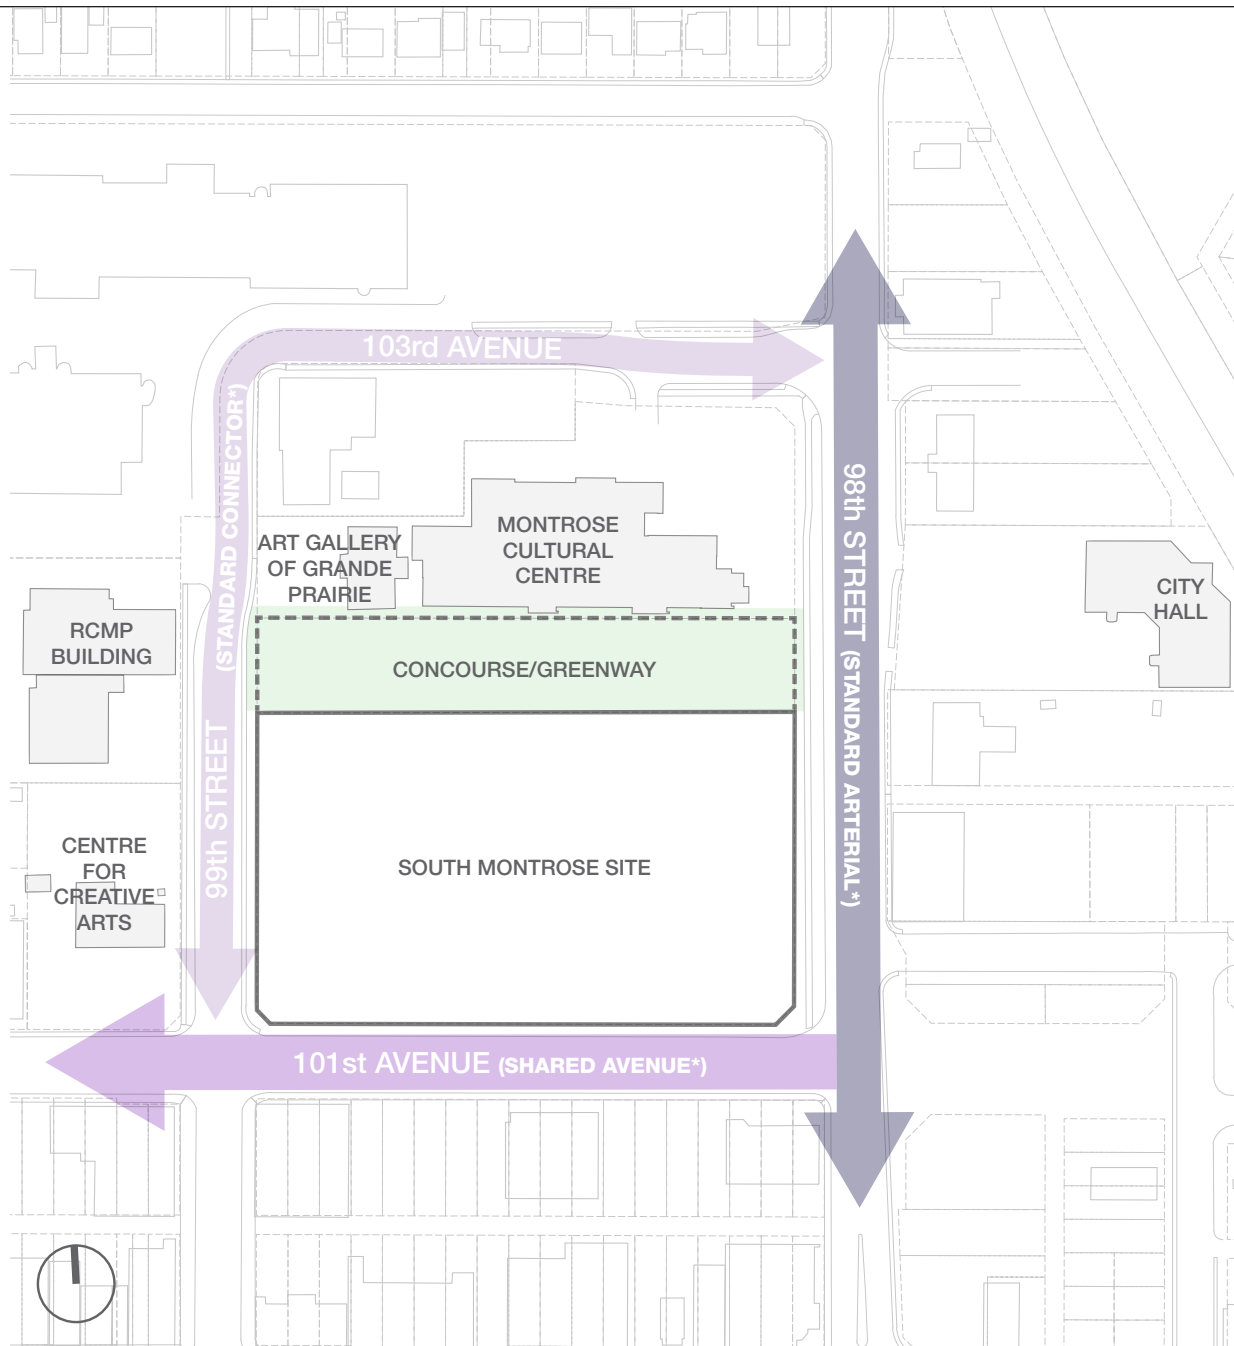 103rd AVENUE
(STANDARD CONNECTOR*)
99th STREET
98th STREET (STANDARD ARTERIAL*)
ART GALLERY
OF GRANDE
PRAIRIE
MONTROSE
CULTURAL
CENTRE
CITY
HALL
RCMP
BUILDING
CONCOURSE/GREENWAY
CENTRE
FOR
CREATIVE
ARTS
SOUTH MONTROSE SITE
101st AVENUE (SHARED AVENUE*)